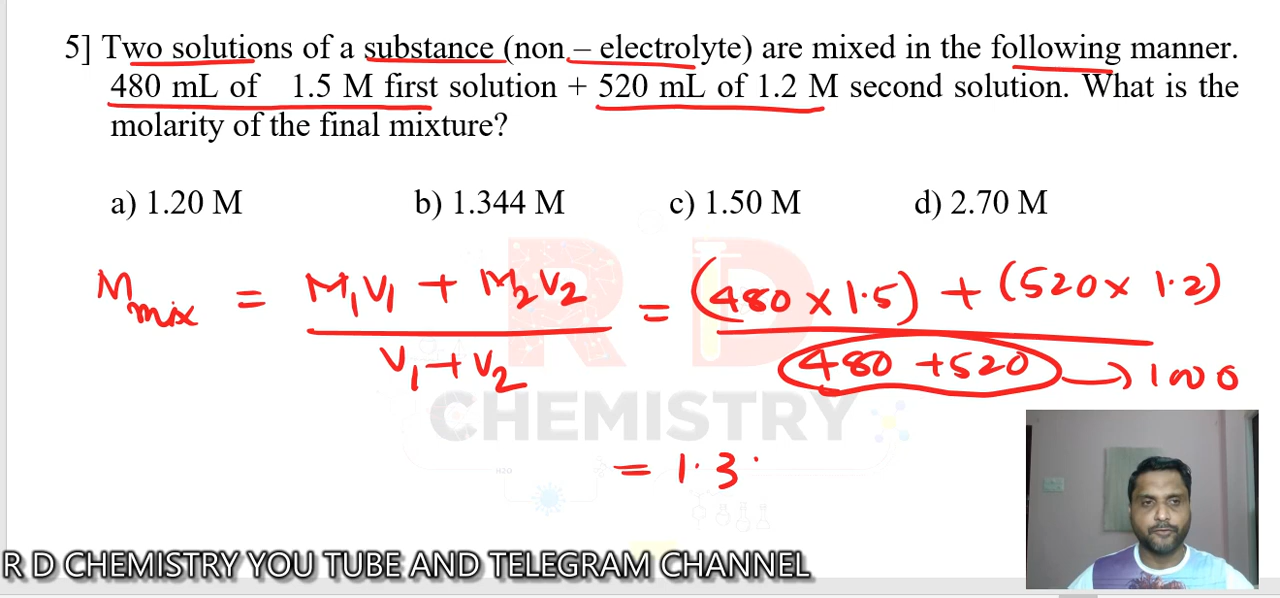 5] Two solutions of a substance (non – electrolyte) are mixed in the following manner.
480 mL of 1.5 M first solution + 520 mL of 1.2 M second solution. What is the
molarity of the final mixture?
a) 1.20 M b) 1.344 M c) 1.50 M d) 2.70 M
M mix = M₁V₁ + M₂V₂ / V₁ + V₂ = (480 x 1.5) + (520 x 1.2) / 480 + 520 → 1000
R D
CHEMISTRY
H2O
= 1.3
R D CHEMISTRY YOU TUBE AND TELEGRAM CHANNEL